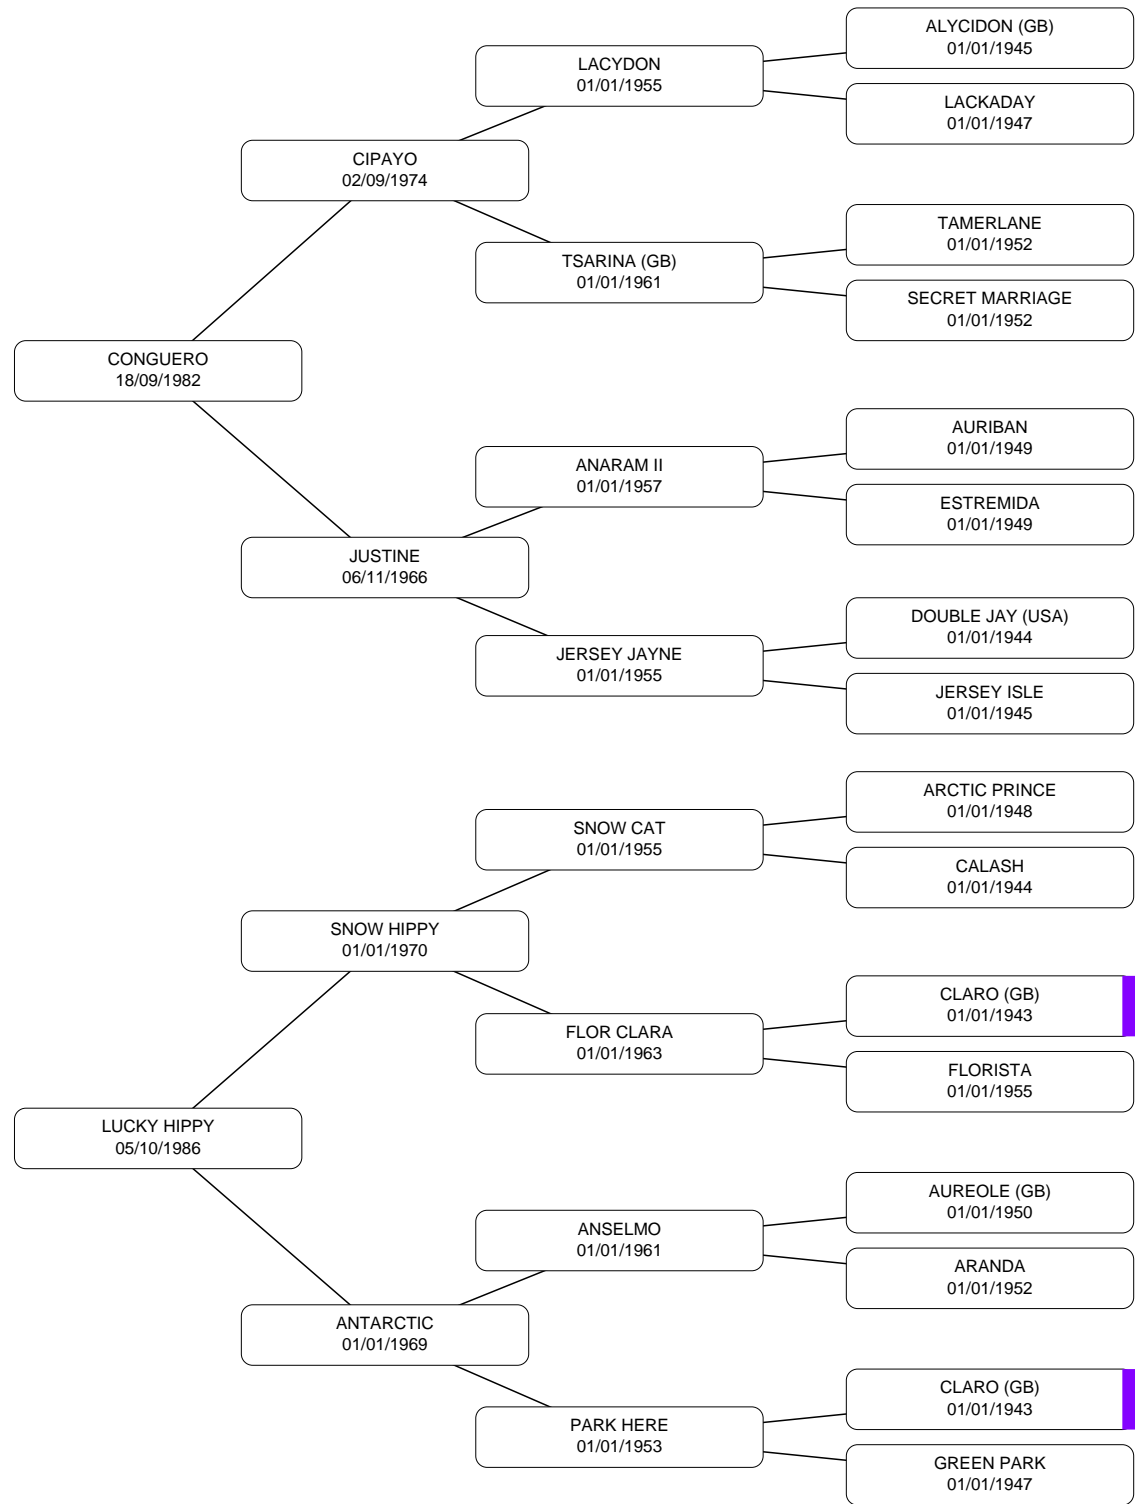 ALYCIDON (GB)
01/01/1945
LACYDON
01/01/1955
LACKADAY
01/01/1947
CIPAYO
02/09/1974
TAMERLANE
01/01/1952
TSARINA (GB)
01/01/1961
SECRET MARRIAGE
01/01/1952
CONGUERO
18/09/1982
AURIBAN
01/01/1949
ANARAM II
01/01/1957
ESTREMIDA
01/01/1949
JUSTINE
06/11/1966
DOUBLE JAY (USA)
01/01/1944
JERSEY JAYNE
01/01/1955
JERSEY ISLE
01/01/1945
ARCTIC PRINCE
01/01/1948
SNOW CAT
01/01/1955
CALASH
01/01/1944
SNOW HIPPY
01/01/1970
CLARO (GB)
01/01/1943
FLOR CLARA
01/01/1963
FLORISTA
01/01/1955
LUCKY HIPPY
05/10/1986
AUREOLE (GB)
01/01/1950
ANSELMO
01/01/1961
ARANDA
01/01/1952
ANTARCTIC
01/01/1969
CLARO (GB)
01/01/1943
PARK HERE
01/01/1953
GREEN PARK
01/01/1947